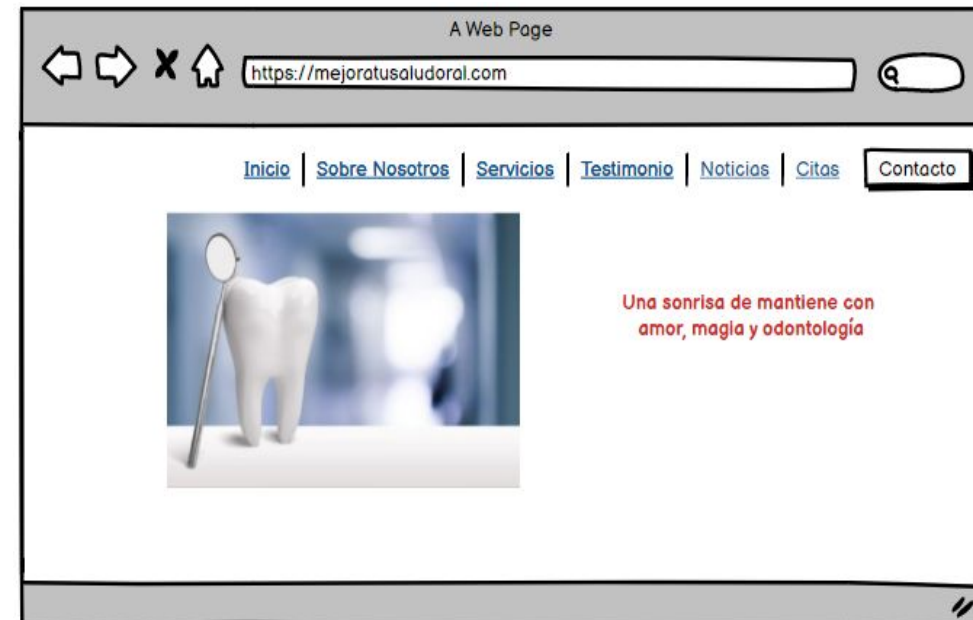 A Web Page
https://mejoratusaludoral.com
Inicio Sobre Nosotros Servicios Testimonio Noticias Citas Contacto
Una sonrisa de mantiene con
amor, magia y odontología